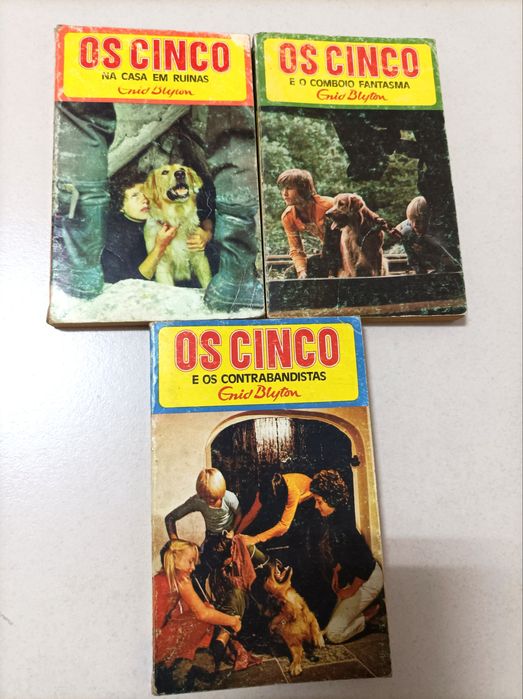 OS CINCO
NA CASA EM RUINAS
Enid Blyton
OS CINCO
E O COMBOIO FANTASMA
Enid Blyton
OS CINCO
E OS CONTRABANDISTAS
Enid Blyton